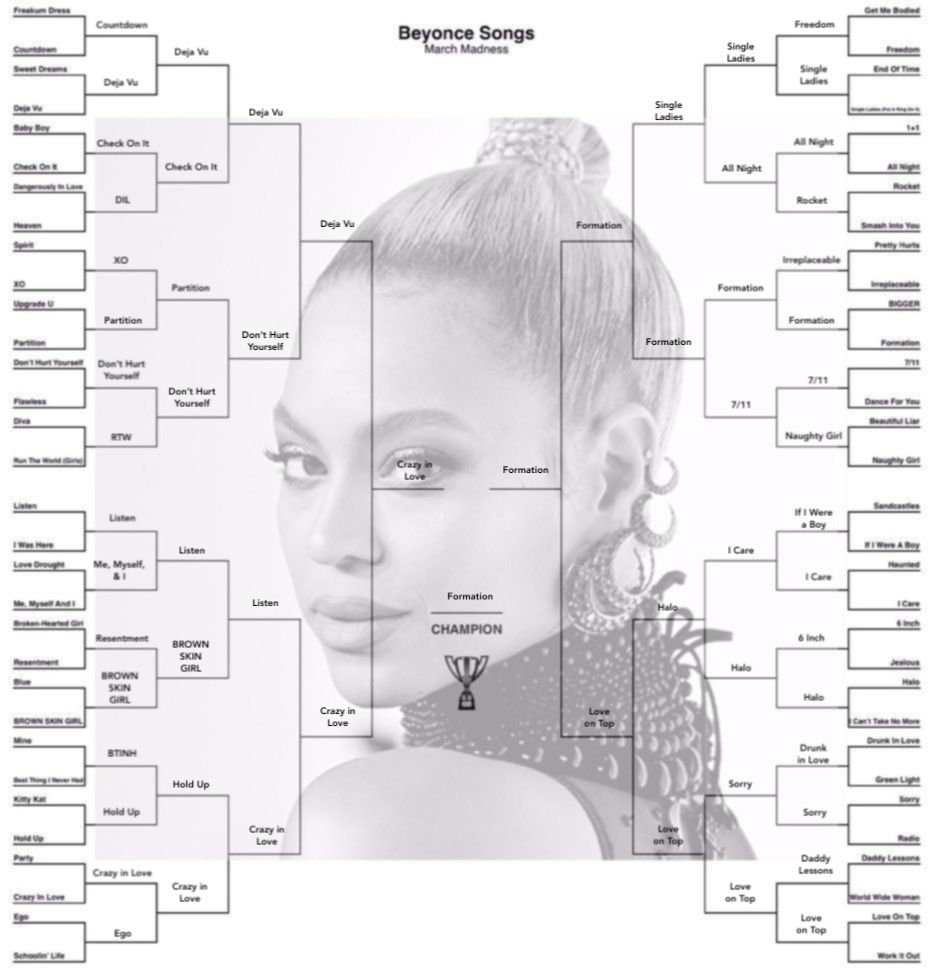 Beyonce Songs
March Madness
Freakum Dress
Countdown
Sweet Dreams
Deja Vu
Baby Boy
Check On It
Dangerously In Love
Heaven
Spirit
XO
Upgrade U
Partition
Don't Hurt Yourself
Flawless
Diva
Run The World (Girls)
Listen
I Was Here
Love Drought
Me, Myself And I
Broken-Hearted Girl
Resentment
Blue
BROWN SKIN GIRL
Mine
Best Thing I Never Had
Kitty Kat
Hold Up
Party
Crazy In Love
Ego
Schoolin' Life
Countdown
Deja Vu
Check On It
DIL
XO
Partition
Don't Hurt
Yourself
RTW
Listen
Me, Myself,
& I
Resentment
BROWN
SKIN
GIRL
BTINH
Hold Up
Crazy in Love
Ego
Deja Vu
Check On It
Partition
Don't Hurt
Yourself
Listen
BROWN
SKIN
GIRL
Hold Up
Crazy in
Love
Deja Vu
Don't Hurt
Yourself
Listen
Crazy in
Love
Deja Vu
Crazy in
Love
Crazy in
Love
Formation
Formation
CHAMPION
Formation
Love
on Top
Single
Ladies
Formation
Halo
Love
on Top
Single
Ladies
All Night
Formation
7/11
I Care
Halo
Sorry
Love
on Top
Freedom
Single
Ladies
All Night
Rocket
Irreplaceable
Formation
7/11
Naughty Girl
If I Were
a Boy
I Care
6 Inch
Halo
Drunk
in Love
Sorry
Daddy
Lessons
Love
on Top
Get Me Bodied
Freedom
End Of Time
Single Ladies (Put A Ring On It)
1+1
All Night
Rocket
Smash Into You
Pretty Hurts
Irreplaceable
BIGGER
Formation
7/11
Dance For You
Beautiful Liar
Naughty Girl
Sandcastles
If I Were A Boy
Haunted
I Care
6 Inch
Jealous
Halo
I Can't Take No More
Drunk In Love
Green Light
Sorry
Radio
Daddy Lessons
World Wide Woman
Love On Top
Work It Out